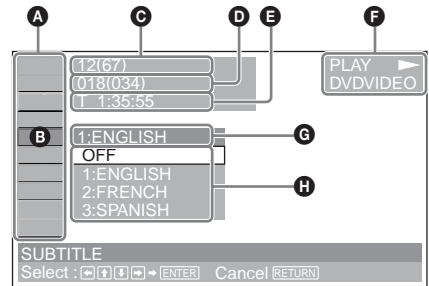 A C D E F
12(67)
018(034)
T 1:35:55
PLAY
DVDVIDEO
B
1:ENGLISH
G
OFF
1:ENGLISH
2:FRENCH
3:SPANISH
H
SUBTITLE
Select : ←↑↓→→ENTER Cancel RETURN